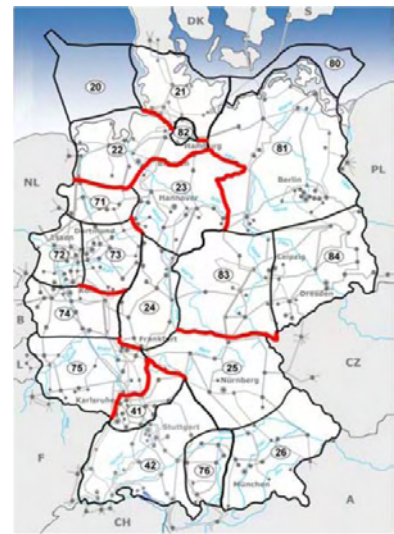 DK
S
20
21
80
82
Hamburg
22
81
NL
PL
Berlin
71
23
Hannover
Dortmund
Essen
72
73
83
Leipzig
84
Dresden
B
74
24
Frankfurt
L
75
25
CZ
Nürnberg
Karlsruhe
41
Stuttgart
F
42
76
26
München
A
CH